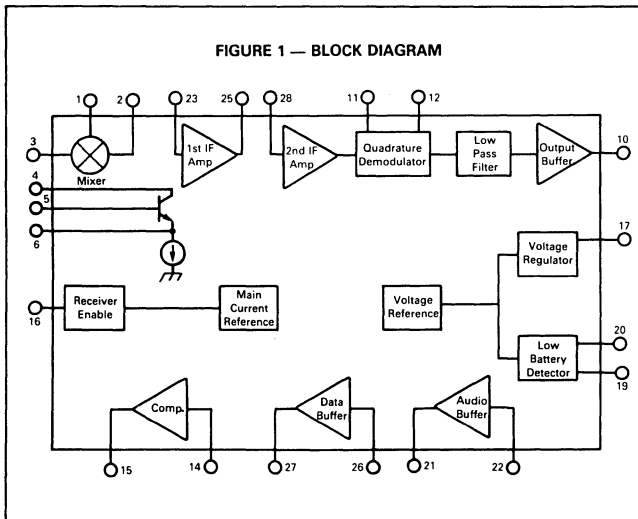 FIGURE 1 — BLOCK DIAGRAM
1
2
23
25
28
11
12
3
Mixer
1st IF
Amp
2nd IF
Amp
Quadrature
Demodulator
Low
Pass
Filter
Output
Buffer
10
4
5
6
17
Voltage
Regulator
16
Receiver
Enable
Main
Current
Reference
Voltage
Reference
20
Low
Battery
Detector
19
Comp.
Data
Buffer
Audio
Buffer
15
14
27
26
21
22